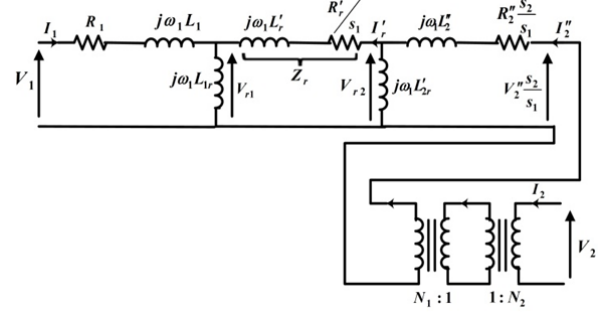 I₁
R₁
jω₁L₁
jω₁L′ᵣ
R′ᵣ/s₁
I′ᵣ
jω₁L″₂
R″₂ s₂/s₁
I″₂
V₁
jω₁L₁ᵣ
Vᵣ₁
Zᵣ
Vᵣ₂
jω₁L′₂ᵣ
V″₂ s₂/s₁
I₂
V₂
N₁ : 1
1 : N₂